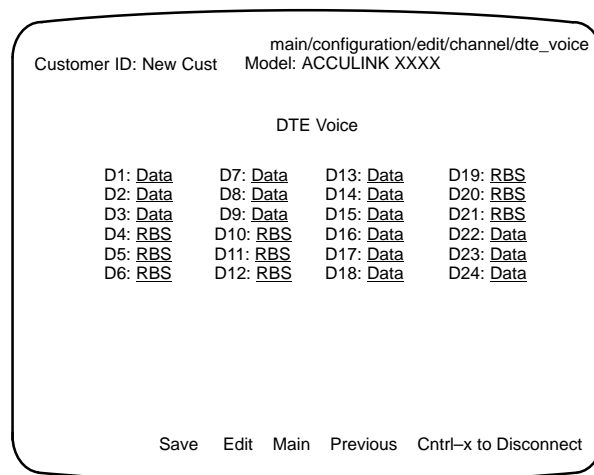 main/configuration/edit/channel/dte_voice
Customer ID: New Cust Model: ACCULINK XXXX
DTE Voice
D1: Data D7: Data D13: Data D19: RBS
D2: Data D8: Data D14: Data D20: RBS
D3: Data D9: Data D15: Data D21: RBS
D4: RBS D10: RBS D16: Data D22: Data
D5: RBS D11: RBS D17: Data D23: Data
D6: RBS D12: RBS D18: Data D24: Data
Save Edit Main Previous Cntrl–x to Disconnect